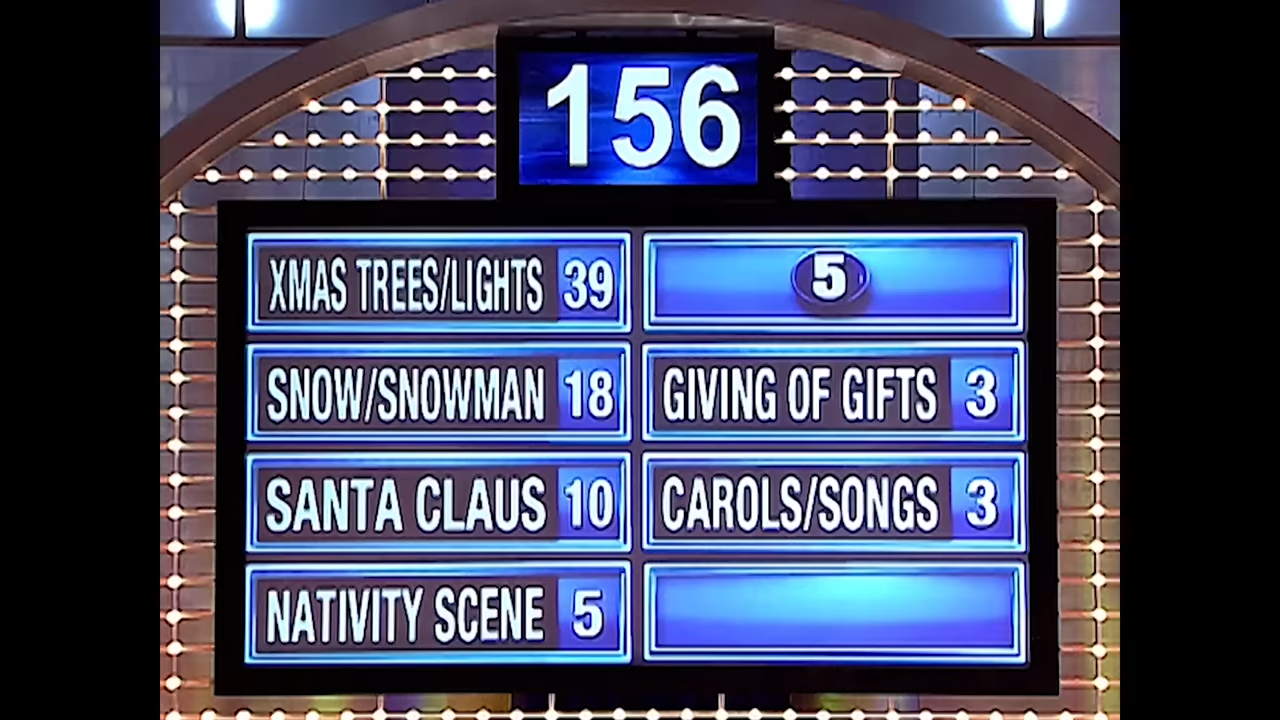 156
XMAS TREES/LIGHTS 39
SNOW/SNOWMAN 18
SANTA CLAUS 10
NATIVITY SCENE 5
5
GIVING OF GIFTS 3
CAROLS/SONGS 3